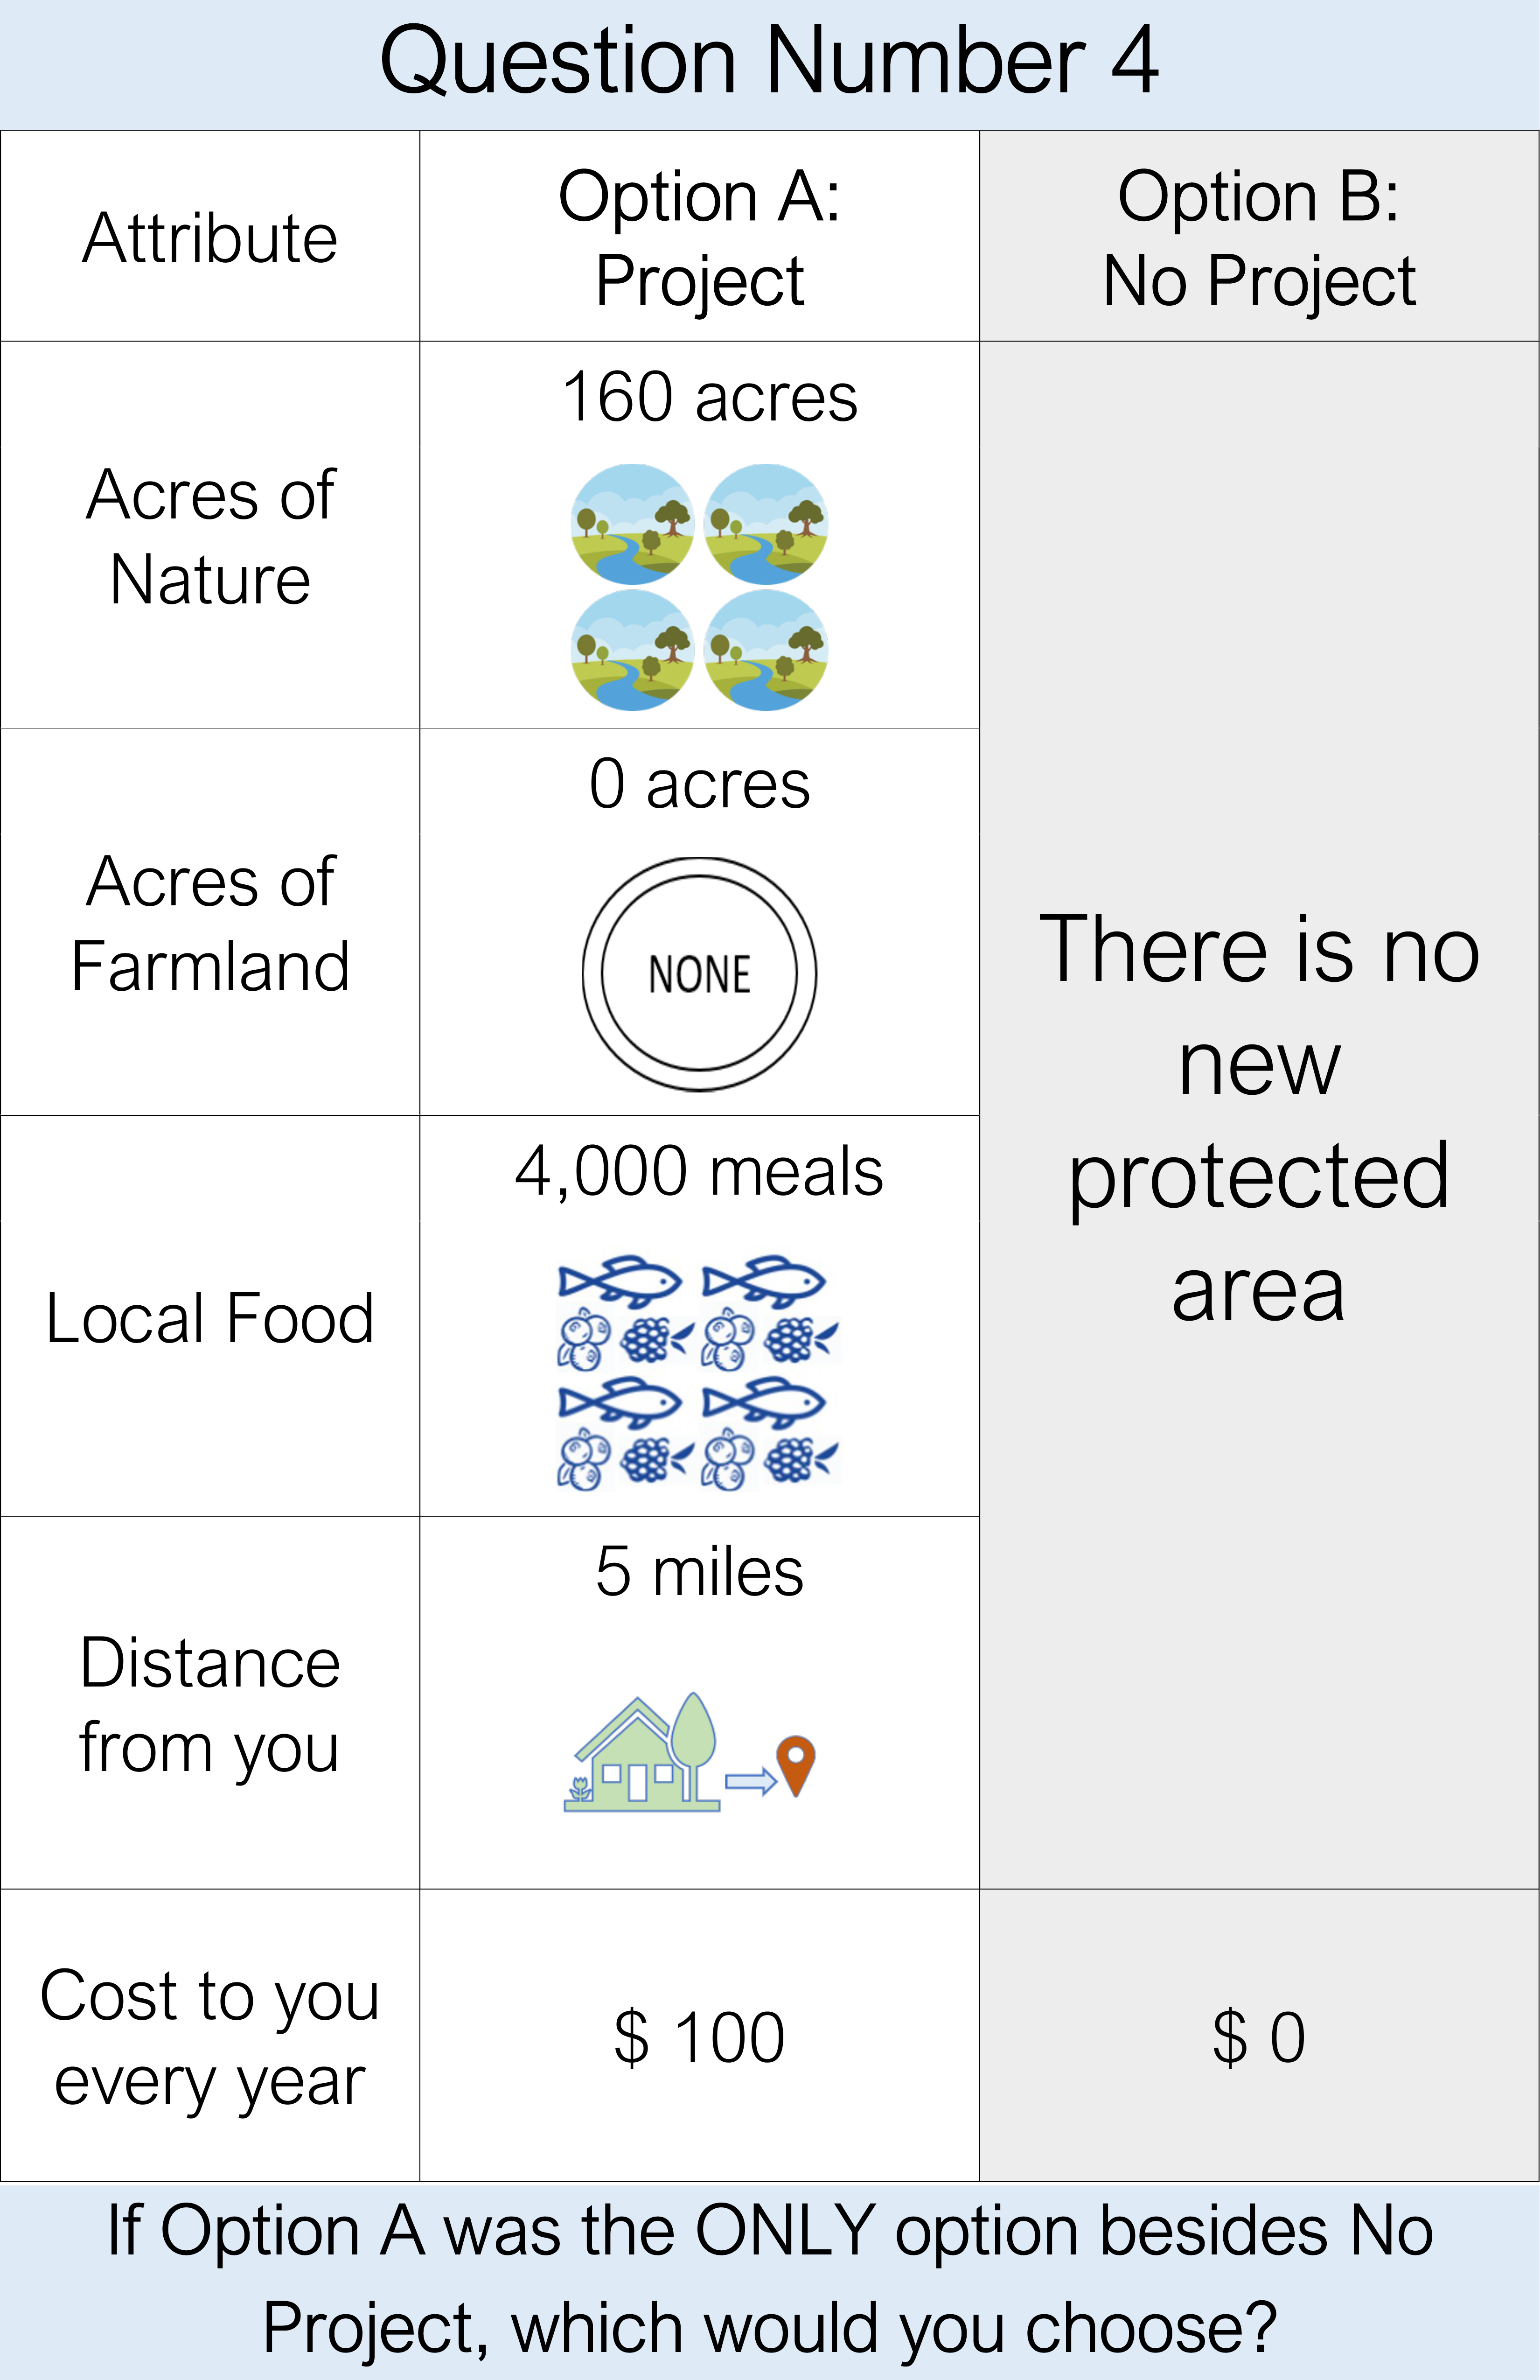 Question Number 4
Attribute
Option A:
Project
Option B:
No Project
Acres of
Nature
160 acres
Acres of
Farmland
0 acres
NONE
Local Food
4,000 meals
Distance
from you
5 miles
There is no
new
protected
area
Cost to you
every year
$ 100
$ 0
If Option A was the ONLY option besides No
Project, which would you choose?